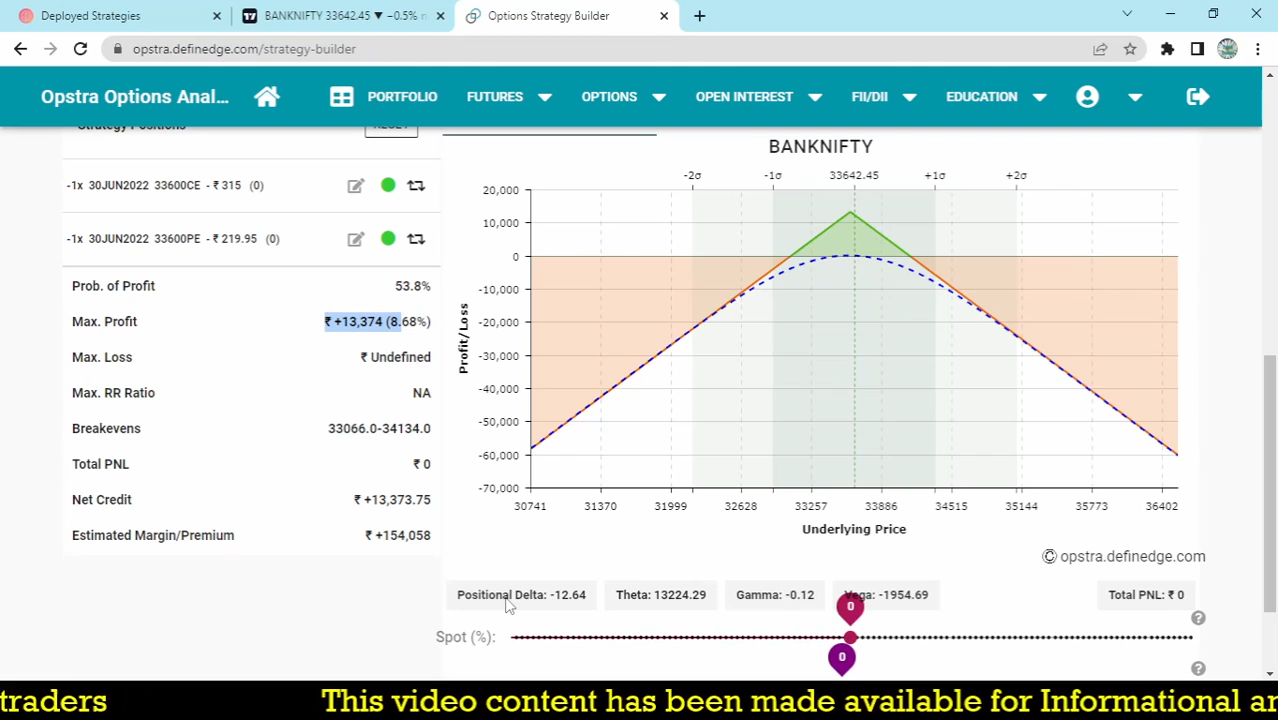 Deployed Strategies
BANKNIFTY 33642.45 ▼ −0.5%
Options Strategy Builder
opstra.definedge.com/strategy-builder
Opstra Options Anal...
PORTFOLIO
FUTURES
OPTIONS
OPEN INTEREST
FII/DII
EDUCATION
Strategy Positions
RESET
-1x 30JUN2022 33600CE - ₹ 315 (0)
-1x 30JUN2022 33600PE - ₹ 219.95 (0)
Prob. of Profit 53.8%
Max. Profit ₹ +13,374 (8.68%)
Max. Loss ₹ Undefined
Max. RR Ratio NA
Breakevens 33066.0-34134.0
Total PNL ₹ 0
Net Credit ₹ +13,373.75
Estimated Margin/Premium ₹ +154,058
BANKNIFTY
-2σ -1σ 33642.45 +1σ +2σ
20,000
10,000
0
-10,000
-20,000
-30,000
-40,000
-50,000
-60,000
-70,000
Profit/Loss
30741 31370 31999 32628 33257 33886 34515 35144 35773 36402
Underlying Price
© opstra.definedge.com
Positional Delta: -12.64
Theta: 13224.29
Gamma: -0.12
Vega: -1954.69
Total PNL: ₹ 0
0
Spot (%):
0
traders This video content has been made available for Informational an